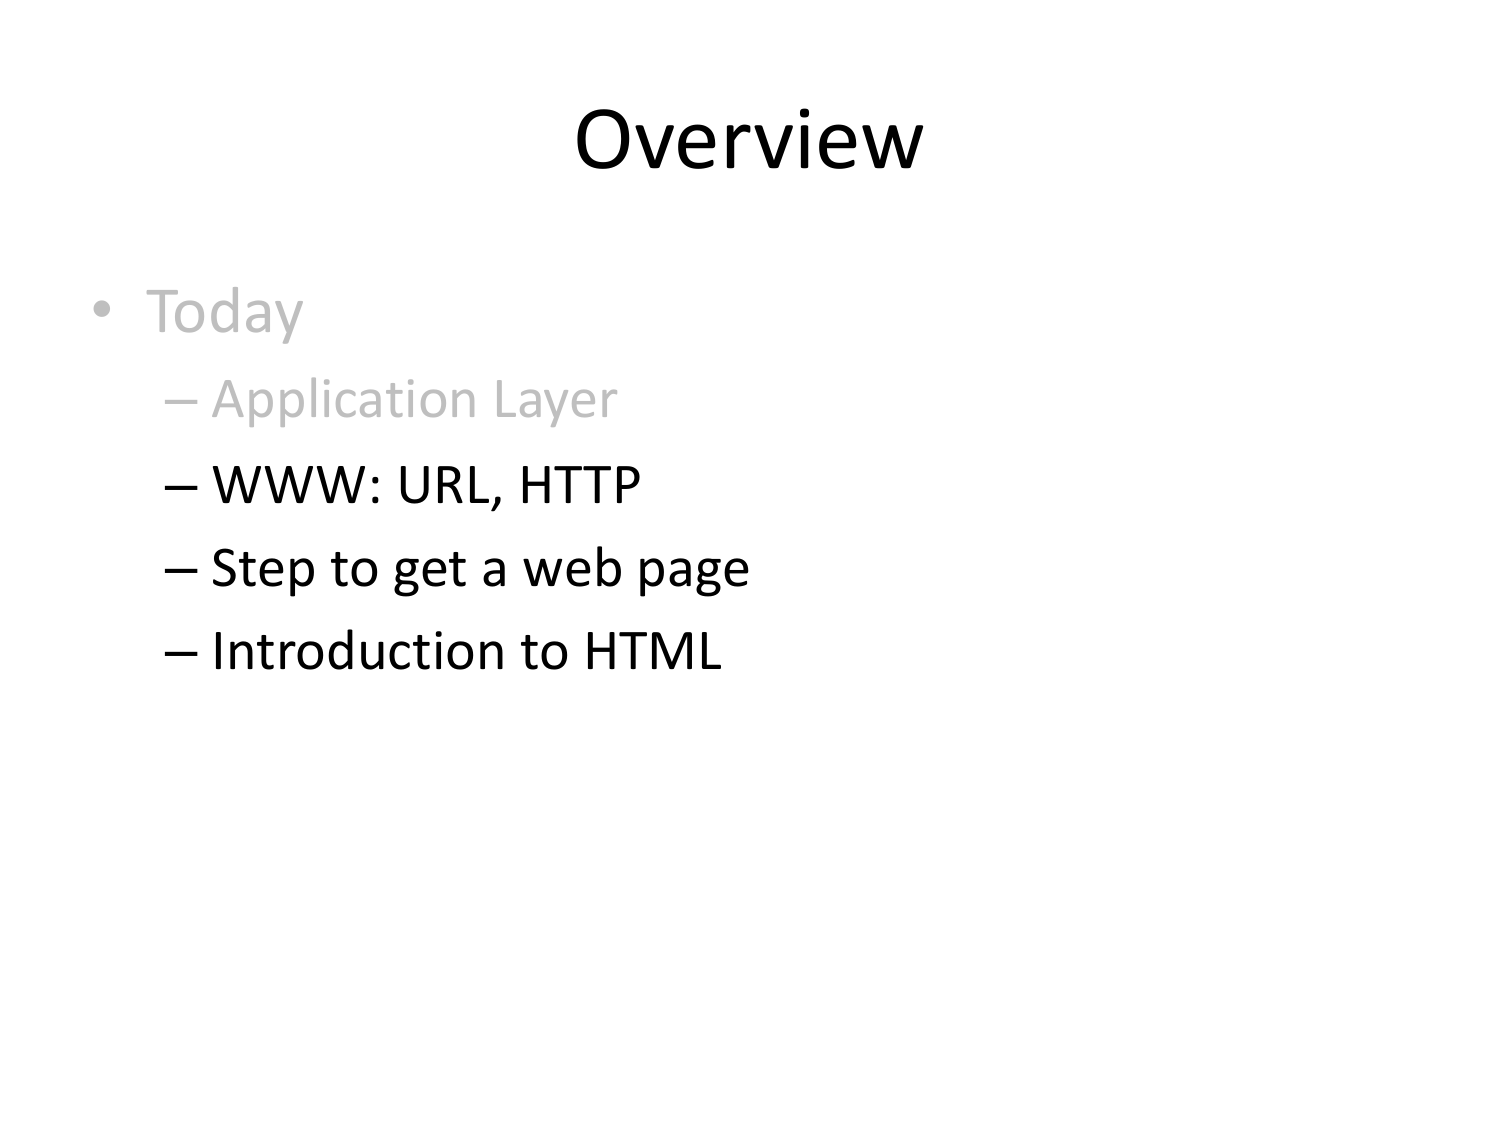 Overview
• Today
– Application Layer
– WWW: URL, HTTP
– Step to get a web page
– Introduction to HTML